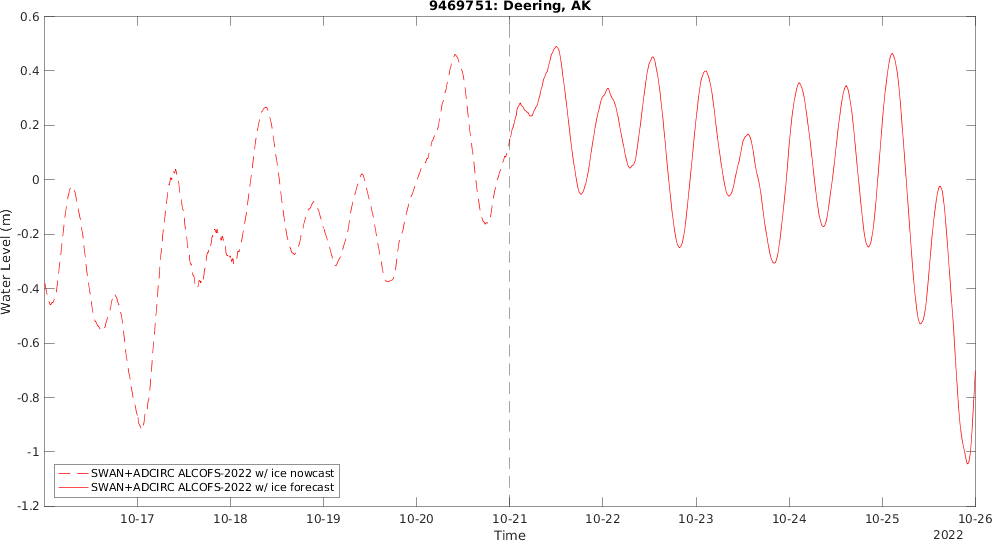 9469751: Deering, AK
0.6
0.4
0.2
0
-0.2
-0.4
-0.6
-0.8
-1
-1.2
Water Level (m)
SWAN+ADCIRC ALCOFS-2022 w/ ice nowcast
SWAN+ADCIRC ALCOFS-2022 w/ ice forecast
10-17 10-18 10-19 10-20 10-21 10-22 10-23 10-24 10-25 10-26
Time
2022